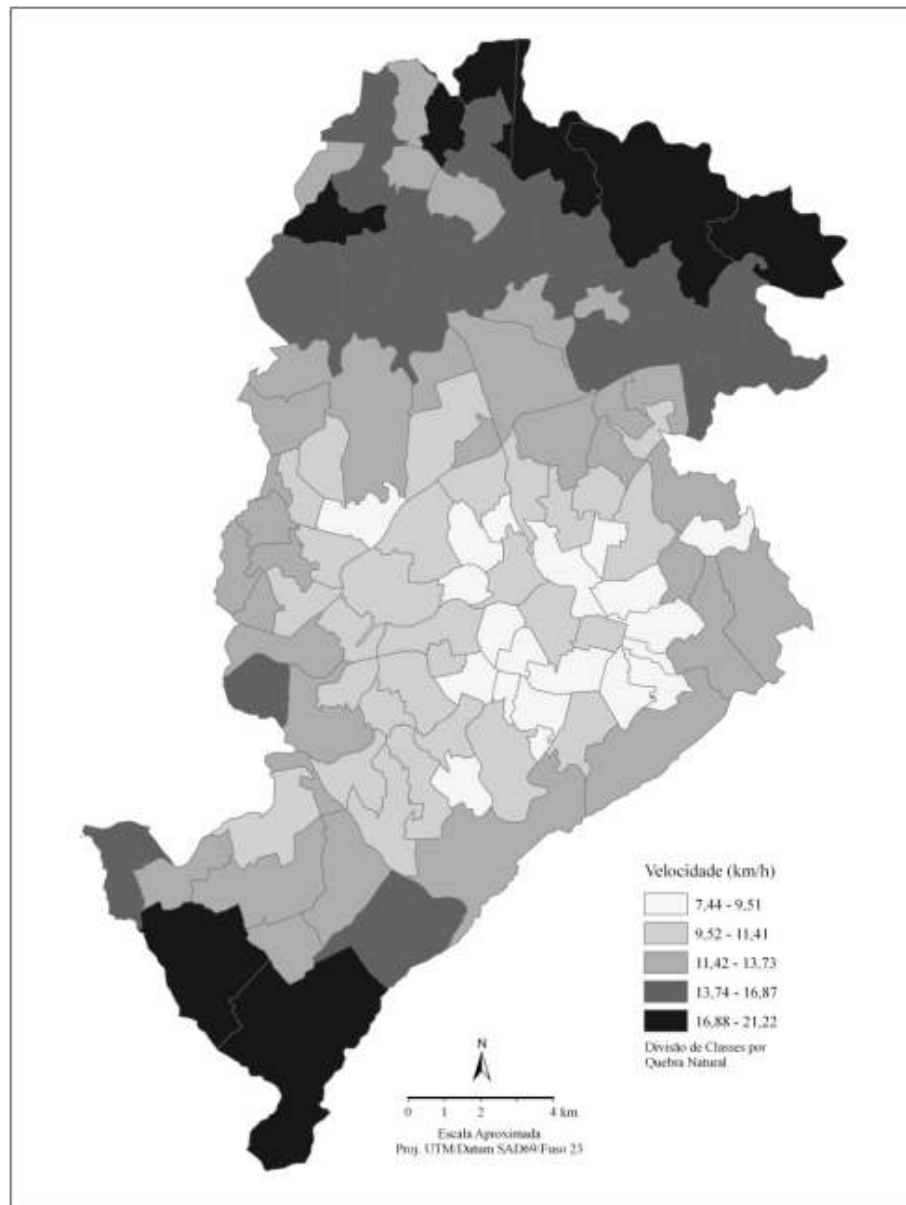 Velocidade (km/h)
7,44 - 9,51
9,52 - 11,41
11,42 - 13,73
13,74 - 16,87
16,88 - 21,22
Divisão de Classes por
Quebra Natural
N
0 1 2 4 km
Escala Aproximada
Proj. UTM/Datum SAD69/Fuso 23